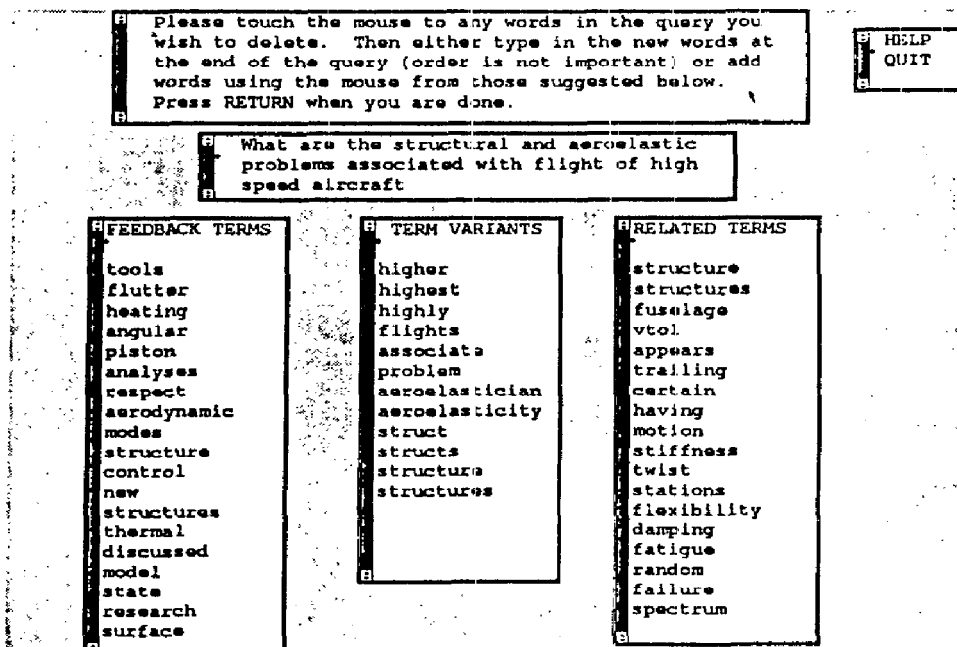 Please touch the mouse to any words in the query you
wish to delete. Then either type in the new words at
the end of the query (order is not important) or add
words using the mouse from those suggested below.
Press RETURN when you are done.
HELP
QUIT
What are the structural and aeroelastic
problems associated with flight of high
speed aircraft
FEEDBACK TERMS
tools
flutter
heating
angular
piston
analyses
respect
aerodynamic
modes
structure
control
new
structures
thermal
discussed
model
state
research
surface
TERM VARIANTS
higher
highest
highly
flights
associate
problem
aeroelastician
aeroelasticity
struct
structs
structure
structures
RELATED TERMS
structure
structures
fuselage
vtol
appears
trailing
certain
having
motion
stiffness
twist
stations
flexibility
damping
fatigue
random
failure
spectrum